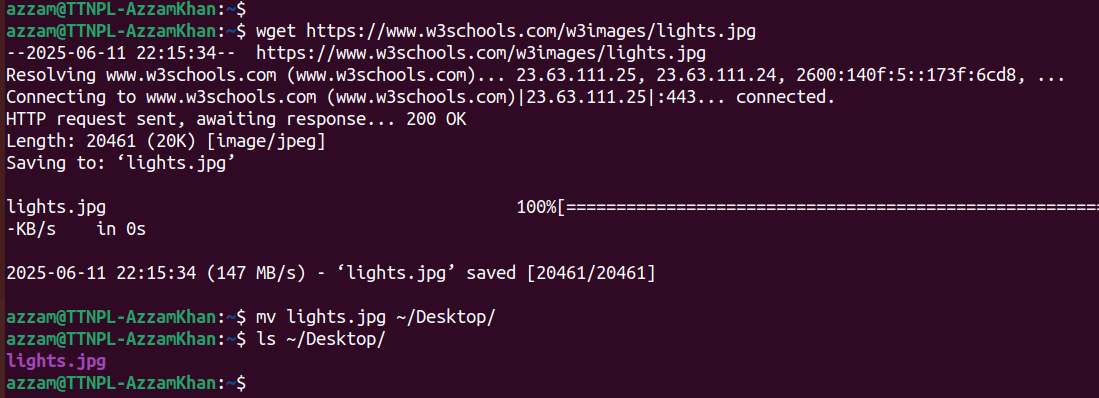 azzam@TTNPL-AzzamKhan:~$
azzam@TTNPL-AzzamKhan:~$ wget https://www.w3schools.com/w3images/lights.jpg
--2025-06-11 22:15:34--  https://www.w3schools.com/w3images/lights.jpg
Resolving www.w3schools.com (www.w3schools.com)... 23.63.111.25, 23.63.111.24, 2600:140f:5::173f:6cd8, ...
Connecting to www.w3schools.com (www.w3schools.com)|23.63.111.25|:443... connected.
HTTP request sent, awaiting response... 200 OK
Length: 20461 (20K) [image/jpeg]
Saving to: ‘lights.jpg’
lights.jpg 100%[======================================================
-KB/s    in 0s
2025-06-11 22:15:34 (147 MB/s) - ‘lights.jpg’ saved [20461/20461]
azzam@TTNPL-AzzamKhan:~$ mv lights.jpg ~/Desktop/
azzam@TTNPL-AzzamKhan:~$ ls ~/Desktop/
lights.jpg
azzam@TTNPL-AzzamKhan:~$